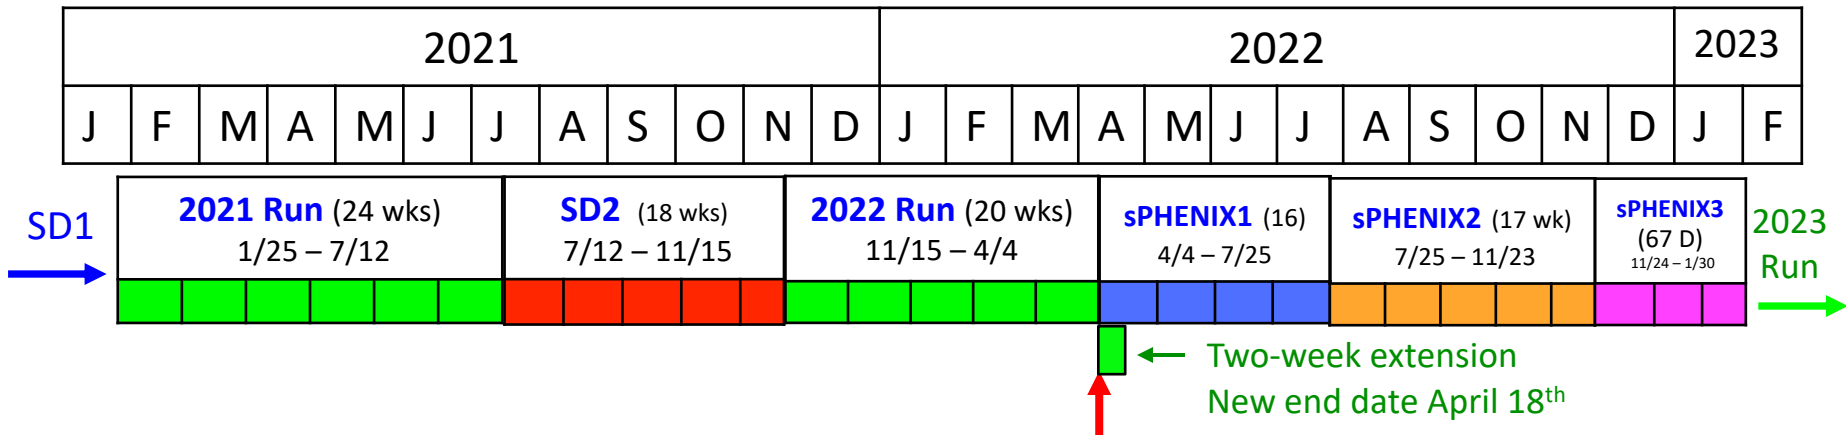 2021 2022 2023
J F M A M J J A S O N D J F M A M J J A S O N D J F
SD1
2021 Run (24 wks)
1/25 – 7/12
SD2 (18 wks)
7/12 – 11/15
2022 Run (20 wks)
11/15 – 4/4
sPHENIX1 (16)
4/4 – 7/25
sPHENIX2 (17 wk)
7/25 – 11/23
sPHENIX3
(67 D)
11/24 – 1/30
2023
Run
Two-week extension
New end date April 18th